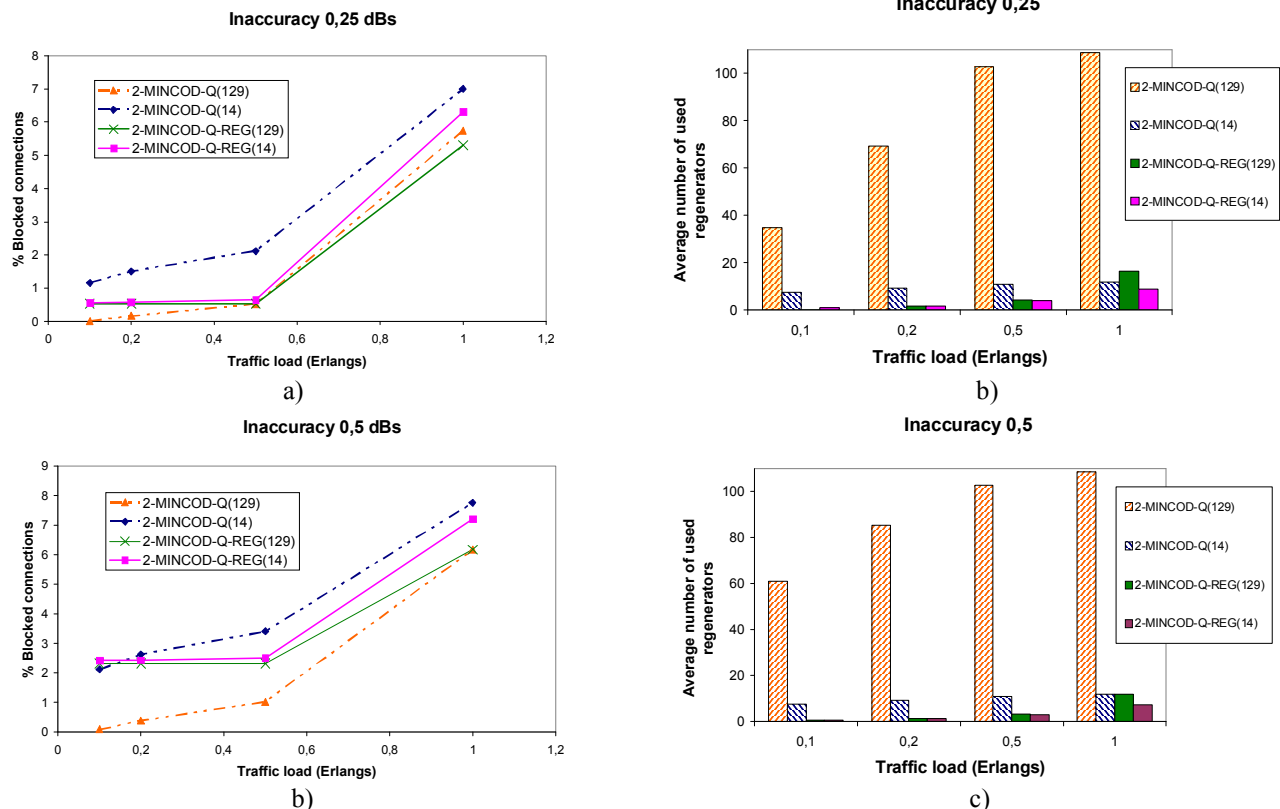 Inaccuracy 0,25 dBs
% Blocked connections
8
7
6
5
4
3
2
1
0
2-MINCOD-Q(129)
2-MINCOD-Q(14)
2-MINCOD-Q-REG(129)
2-MINCOD-Q-REG(14)
0 0,2 0,4 0,6 0,8 1 1,2
Traffic load (Erlangs)
a)
Inaccuracy 0,25
Average number of used
regenerators
100
80
60
40
20
0
2-MINCOD-Q(129)
2-MINCOD-Q(14)
2-MINCOD-Q-REG(129)
2-MINCOD-Q-REG(14)
0,1 0,2 0,5 1
Traffic load (Erlangs)
b)
Inaccuracy 0,5 dBs
% Blocked connections
9
8
7
6
5
4
3
2
1
0
2-MINCOD-Q(129)
2-MINCOD-Q(14)
2-MINCOD-Q-REG(129)
2-MINCOD-Q-REG(14)
0 0,2 0,4 0,6 0,8 1 1,2
Traffic load (Erlangs)
b)
Inaccuracy 0,5
Average number of used
regenerators
100
80
60
40
20
0
2-MINCOD-Q(129)
2-MINCOD-Q(14)
2-MINCOD-Q-REG(129)
2-MINCOD-Q-REG(14)
0,1 0,2 0,5 1
Traffic load (Erlangs)
c)